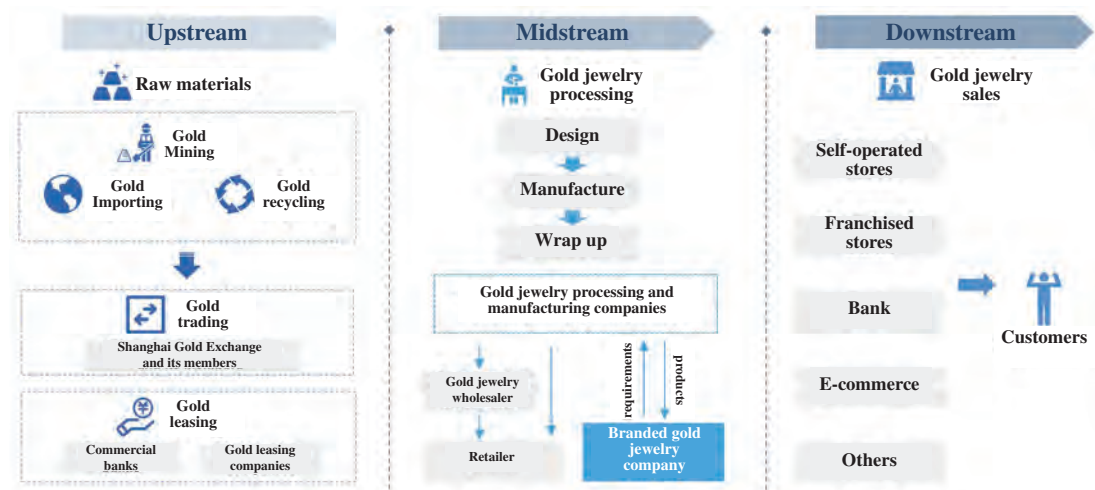 Upstream
Raw materials
Gold
Mining
Gold
Importing
Gold
recycling
Gold
trading
Shanghai Gold Exchange
and its members
Gold
leasing
Commercial
banks
Gold leasing
companies
Midstream
Gold jewelry
processing
Design
Manufacture
Wrap up
Gold jewelry processing and
manufacturing companies
Gold jewelry
wholesaler
Retailer
requirements
products
Branded gold
jewelry
company
Downstream
Gold jewelry
sales
Self-operated
stores
Franchised
stores
Bank
E-commerce
Others
Customers